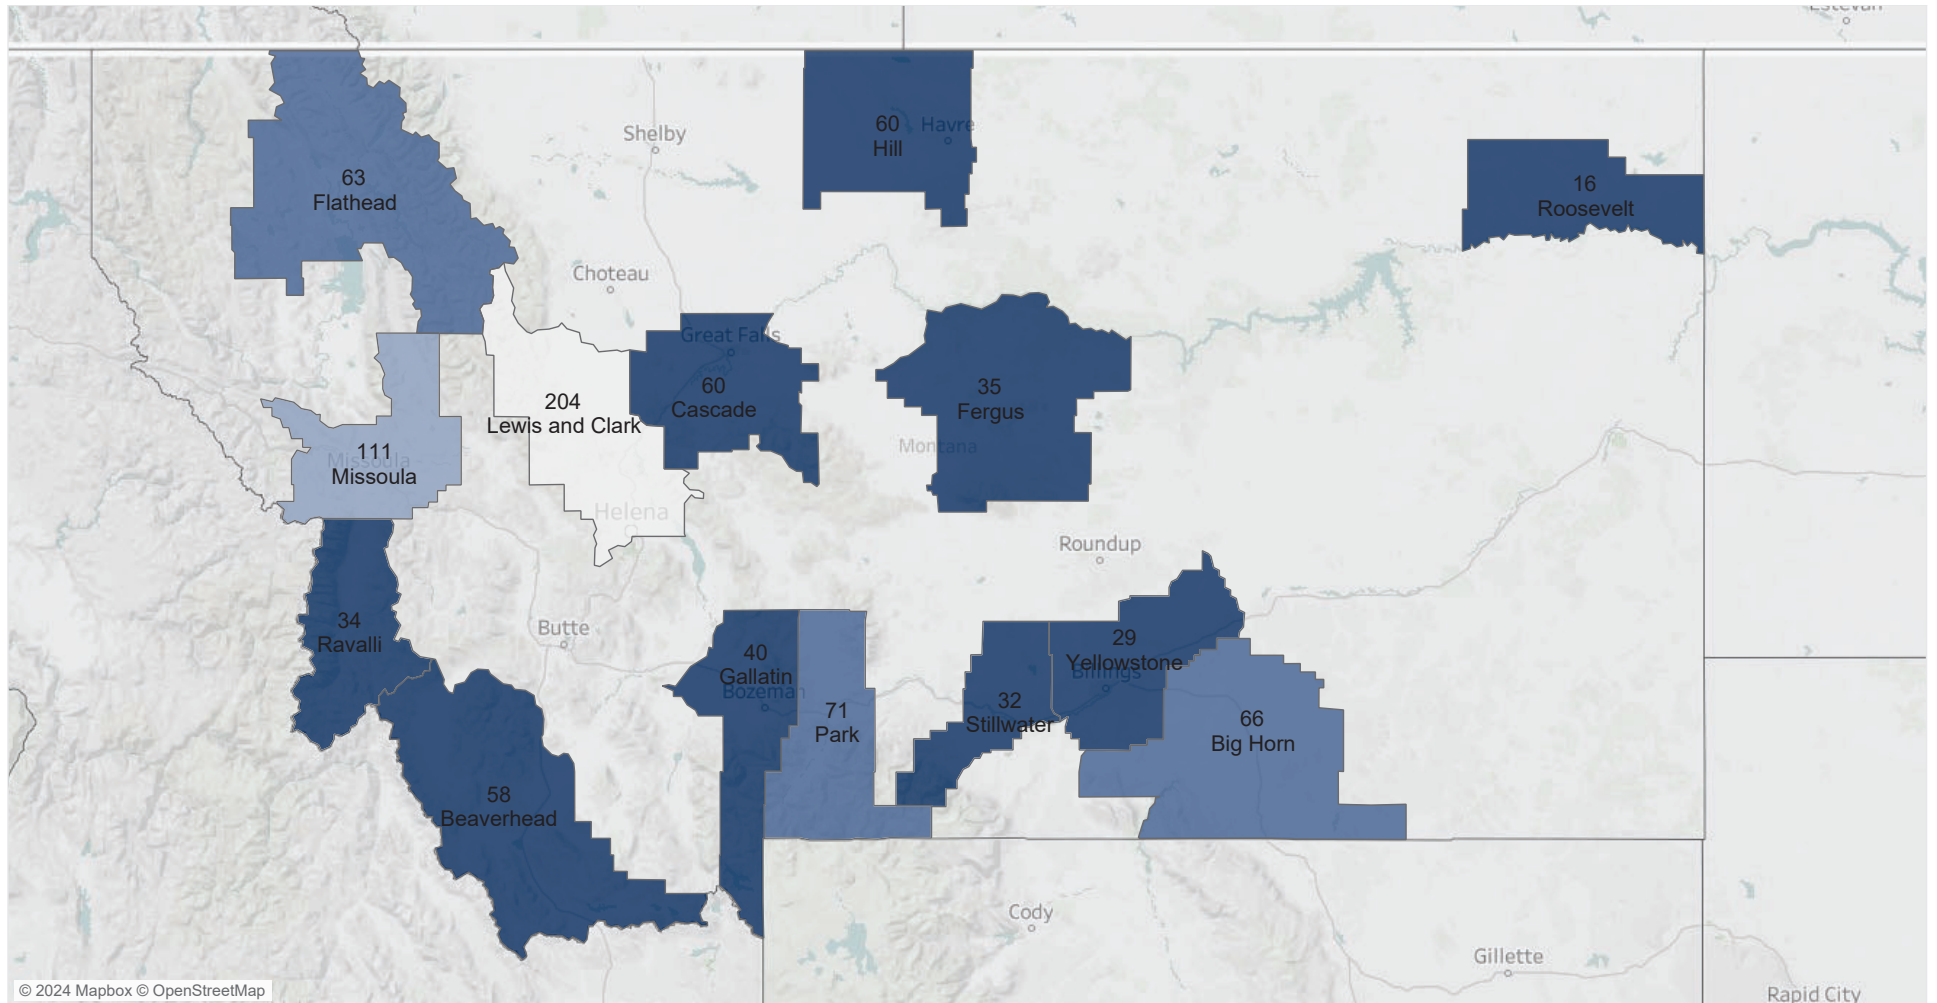 Estevan
60
Havre
Hill
Shelby
63
Flathead
16
Roosevelt
Choteau
Great Falls
60
Cascade
35
Fergus
204
Lewis and Clark
Montana
111
Missoula
Missoula
Helena
Roundup
34
Ravalli
Butte
40
Gallatin
Bozeman
29
Yellowstone
Billings
71
Park
32
Stillwater
66
Big Horn
58
Beaverhead
Cody
Gillette
Rapid City
© 2024 Mapbox © OpenStreetMap